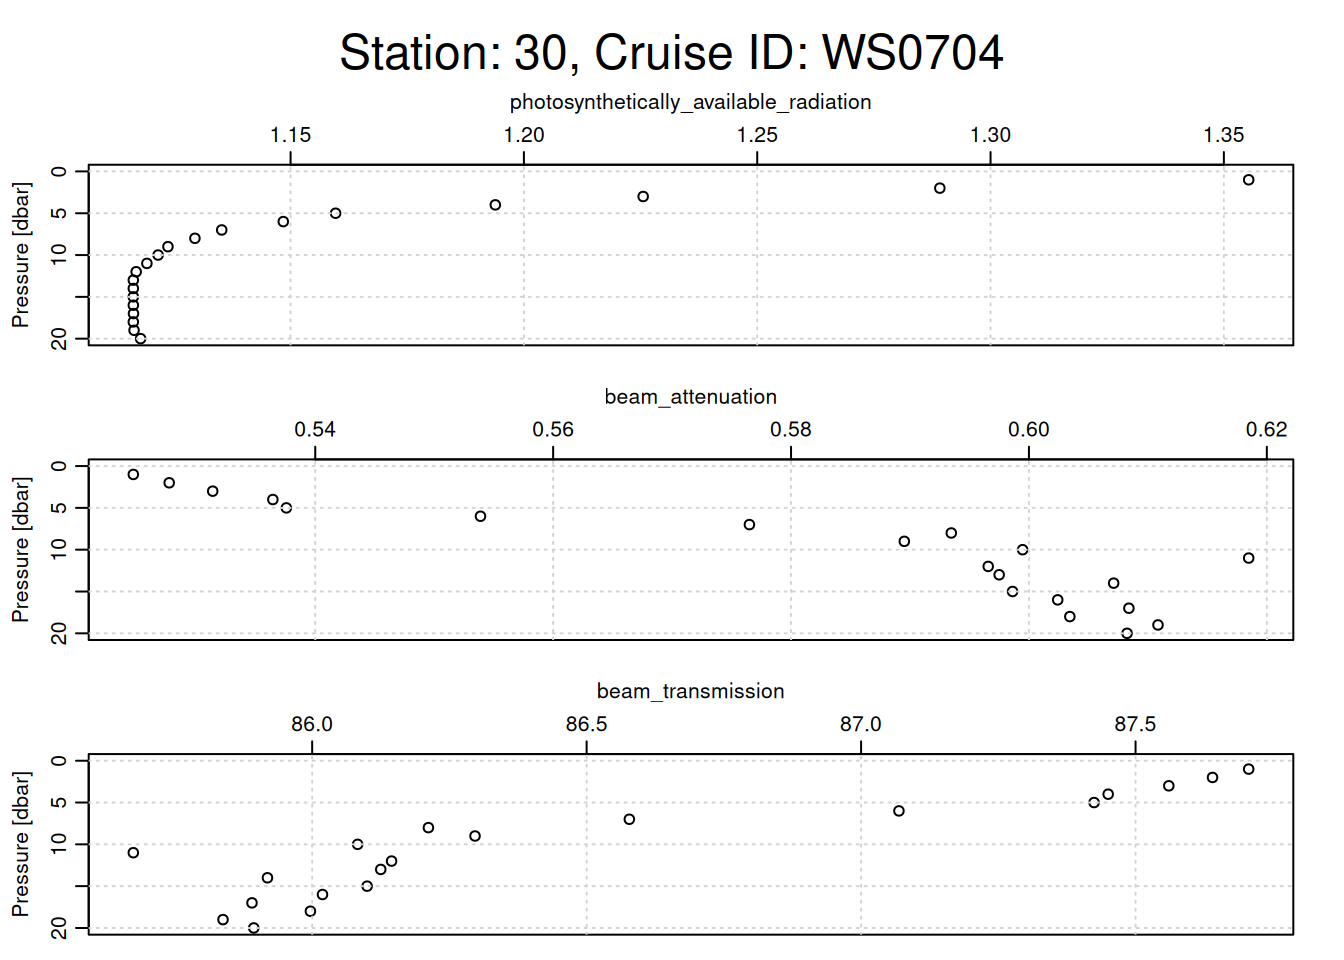 Station: 30, Cruise ID: WS0704
photosynthetically_available_radiation
1.15 1.20 1.25 1.30 1.35
Pressure [dbar]
0
5
10
20
beam_attenuation
0.54 0.56 0.58 0.60 0.62
Pressure [dbar]
0
5
10
20
beam_transmission
86.0 86.5 87.0 87.5
Pressure [dbar]
0
5
10
20